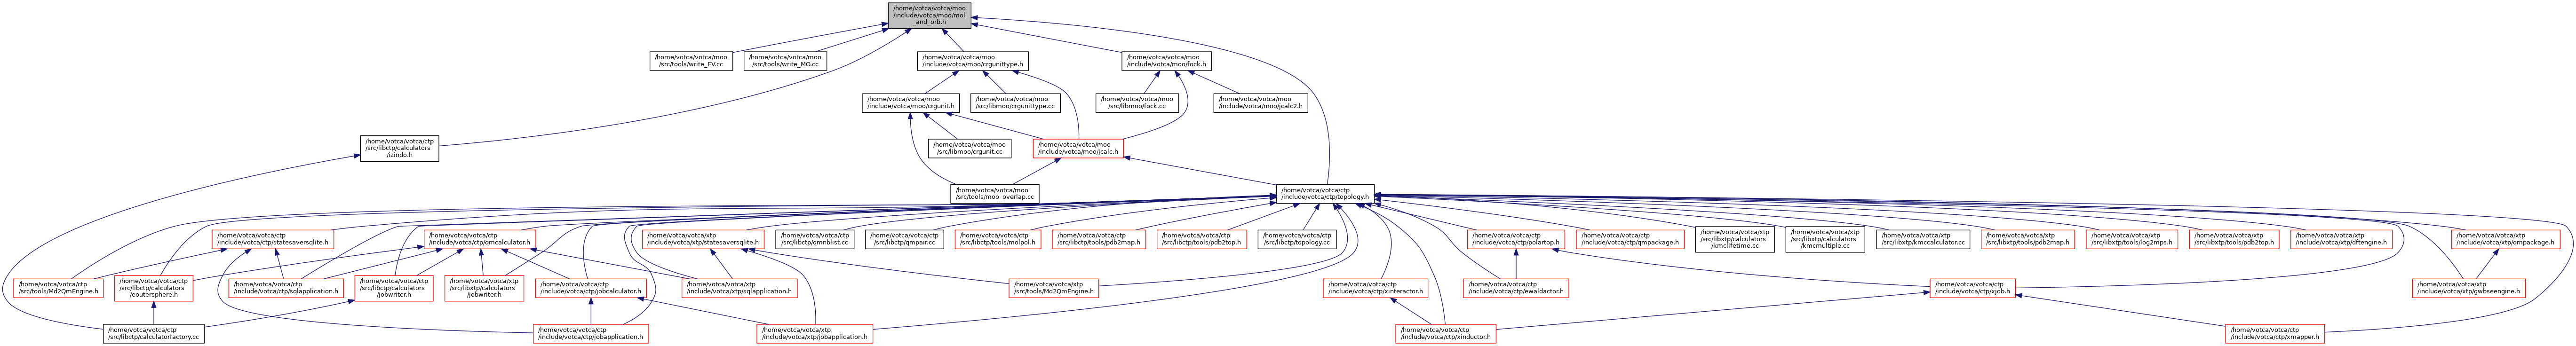 /home/votca/votca/moo
/include/votca/moo/mol
_and_orb.h
/home/votca/votca/moo
/src/tools/write_EV.cc
/home/votca/votca/moo
/src/tools/write_MO.cc
/home/votca/votca/moo
/include/votca/moo/crgunittype.h
/home/votca/votca/moo
/include/votca/moo/fock.h
/home/votca/votca/moo
/include/votca/moo/crgunit.h
/home/votca/votca/moo
/src/libmoo/crgunittype.cc
/home/votca/votca/moo
/src/libmoo/fock.cc
/home/votca/votca/moo
/include/votca/moo/jcalc2.h
/home/votca/votca/ctp
/src/libctp/calculators
/izindo.h
/home/votca/votca/moo
/src/libmoo/crgunit.cc
/home/votca/votca/moo
/include/votca/moo/jcalc.h
/home/votca/votca/moo
/src/tools/moo_overlap.cc
/home/votca/votca/ctp
/include/votca/ctp/topology.h
/home/votca/votca/ctp
/include/votca/ctp/statesaversqlite.h
/home/votca/votca/ctp
/include/votca/ctp/qmcalculator.h
/home/votca/votca/xtp
/include/votca/xtp/statesaversqlite.h
/home/votca/votca/ctp
/src/libctp/qmnblist.cc
/home/votca/votca/ctp
/src/libctp/qmpair.cc
/home/votca/votca/ctp
/src/libctp/tools/molpol.h
/home/votca/votca/ctp
/src/libctp/tools/pdb2map.h
/home/votca/votca/ctp
/src/libctp/tools/pdb2top.h
/home/votca/votca/ctp
/src/libctp/topology.cc
/home/votca/votca/ctp
/include/votca/ctp/polartop.h
/home/votca/votca/ctp
/include/votca/ctp/qmpackage.h
/home/votca/votca/xtp
/src/libxtp/calculators
/kmclifetime.cc
/home/votca/votca/xtp
/src/libxtp/calculators
/kmcmultiple.cc
/home/votca/votca/xtp
/src/libxtp/kmccalculator.cc
/home/votca/votca/xtp
/src/libxtp/tools/pdb2map.h
/home/votca/votca/xtp
/src/libxtp/tools/log2mps.h
/home/votca/votca/xtp
/src/libxtp/tools/pdb2top.h
/home/votca/votca/xtp
/include/votca/xtp/dftengine.h
/home/votca/votca/xtp
/include/votca/xtp/qmpackage.h
/home/votca/votca/ctp
/src/tools/Md2QmEngine.h
/home/votca/votca/ctp
/src/libctp/calculators
/eoutersphere.h
/home/votca/votca/ctp
/include/votca/ctp/sqlapplication.h
/home/votca/votca/ctp
/src/libctp/calculators
/jobwriter.h
/home/votca/votca/xtp
/src/libxtp/calculators
/jobwriter.h
/home/votca/votca/ctp
/include/votca/ctp/jobcalculator.h
/home/votca/votca/xtp
/include/votca/xtp/sqlapplication.h
/home/votca/votca/xtp
/src/tools/Md2QmEngine.h
/home/votca/votca/ctp
/include/votca/ctp/xinteractor.h
/home/votca/votca/ctp
/include/votca/ctp/ewaldactor.h
/home/votca/votca/ctp
/include/votca/ctp/xjob.h
/home/votca/votca/xtp
/include/votca/xtp/gwbseengine.h
/home/votca/votca/ctp
/src/libctp/calculatorfactory.cc
/home/votca/votca/ctp
/include/votca/ctp/jobapplication.h
/home/votca/votca/xtp
/include/votca/xtp/jobapplication.h
/home/votca/votca/ctp
/include/votca/ctp/xinductor.h
/home/votca/votca/ctp
/include/votca/ctp/xmapper.h